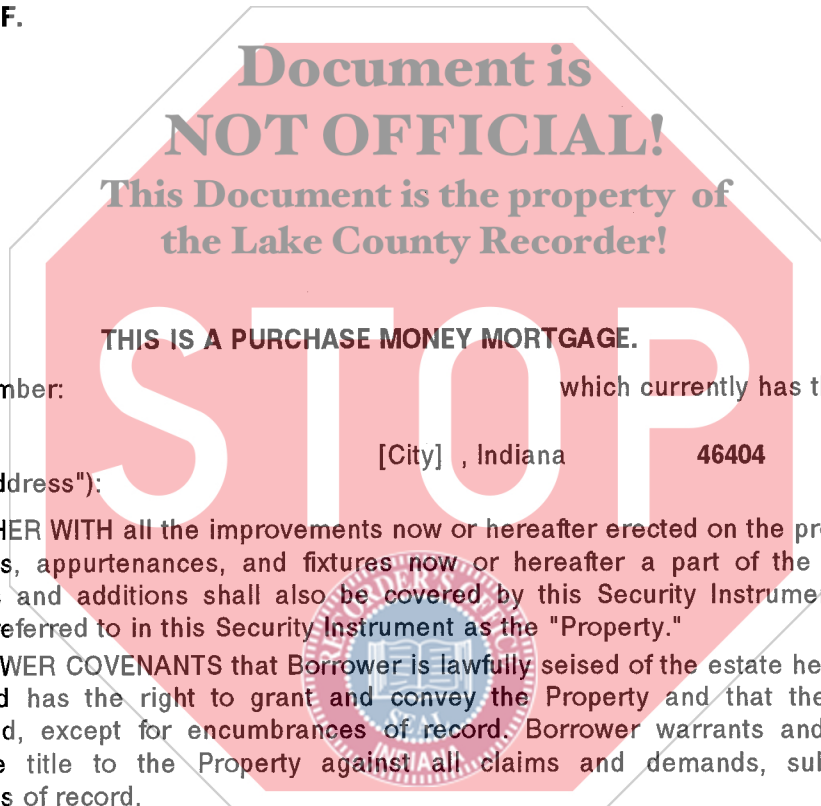 F.
Document is
NOT OFFICIAL!
This Document is the property of
the Lake County Recorder!
STOP
THIS IS A PURCHASE MONEY MORTGAGE.
mber: which currently has t
[City] , Indiana 46404
ddress"):
HER WITH all the improvements now or hereafter erected on the pr
s, appurtenances, and fixtures now or hereafter a part of the
and additions shall also be covered by this Security Instrume
eferred to in this Security Instrument as the "Property."
WER COVENANTS that Borrower is lawfully seised of the estate he
d has the right to grant and convey the Property and that the
d, except for encumbrances of record. Borrower warrants and
e title to the Property against all claims and demands, su
s of record.
RECORDER'S OFFICE
SEAL
INDIANA